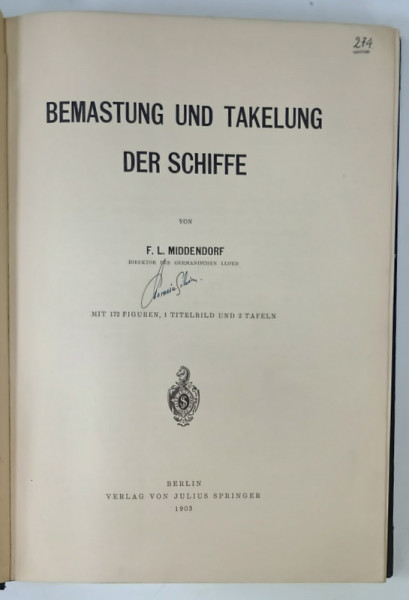 274
BEMASTUNG UND TAKELUNG
DER SCHIFFE
VON
F. L. MIDDENDORF
DIREKTOR DES GERMANISCHEN LLOYD
MIT 172 FIGUREN, 1 TITELBILD UND 2 TAFELN
BERLIN
VERLAG VON JULIUS SPRINGER
1903